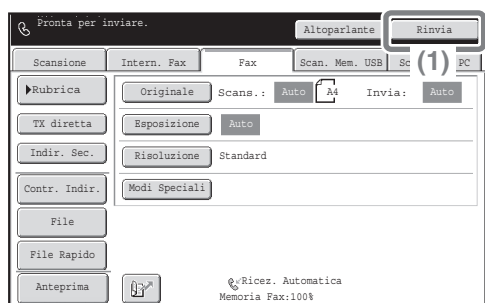 Pronta per inviare.
Altoparlante
Rinvia
Scansione
Intern. Fax
Fax
Scan. Mem. USB
Sc
(1)
PC
Rubrica
Originale
Scans.:
Auto
A4
Invia:
Auto
TX diretta
Esposizione
Auto
Indir. Sec.
Risoluzione
Standard
Contr. Indir.
Modi Speciali
File
File Rapido
Anteprima
Ricez. Automatica
Memoria Fax:100%